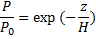 P/P₀ = exp (−z/H)